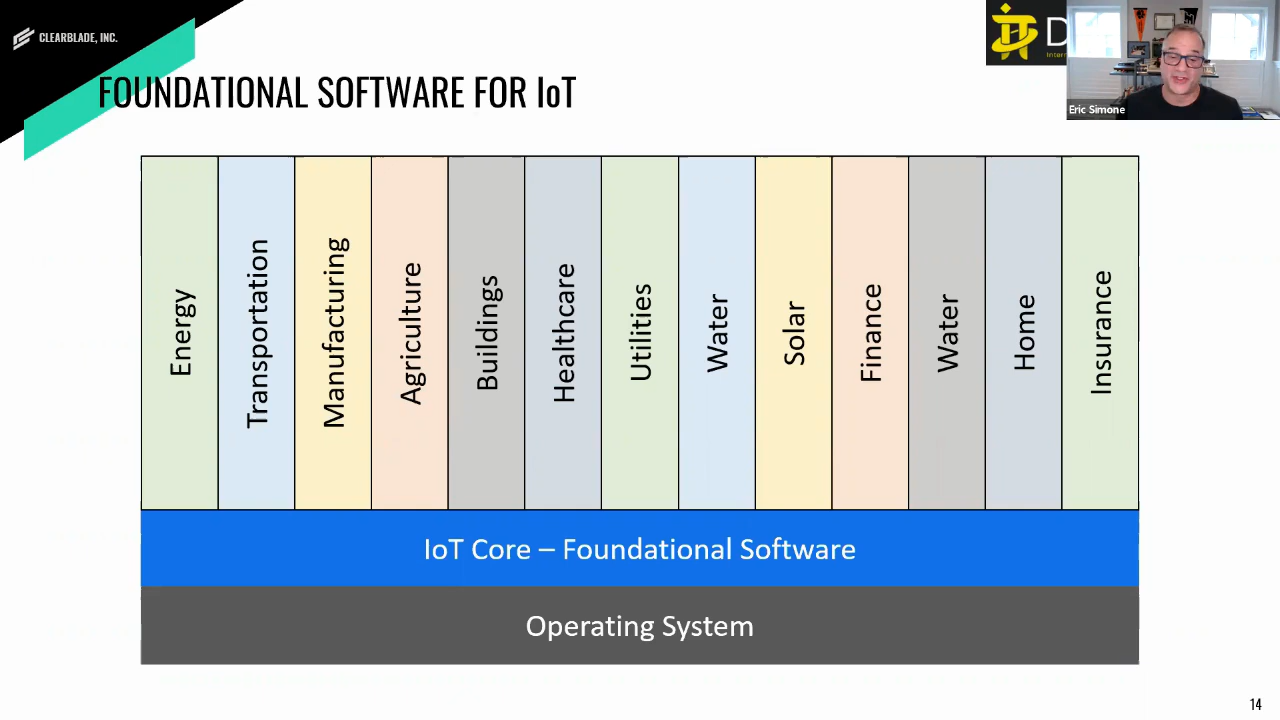 CLEARBLADE, INC.
FOUNDATIONAL SOFTWARE FOR IoT
Eric Simone
Energy
Transportation
Manufacturing
Agriculture
Buildings
Healthcare
Utilities
Water
Solar
Finance
Water
Home
Insurance
IoT Core – Foundational Software
Operating System
14